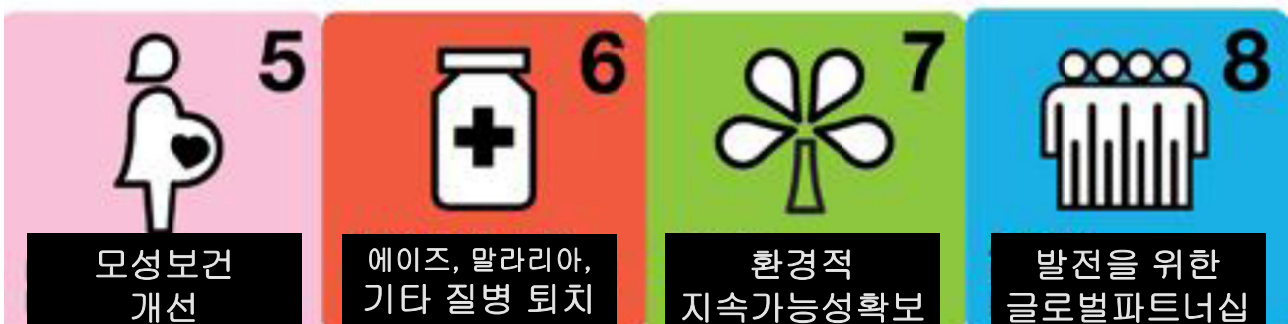 5
모성보건
개선
6
에이즈, 말라리아,
기타 질병 퇴치
7
환경적
지속가능성확보
8
발전을 위한
글로벌파트너십